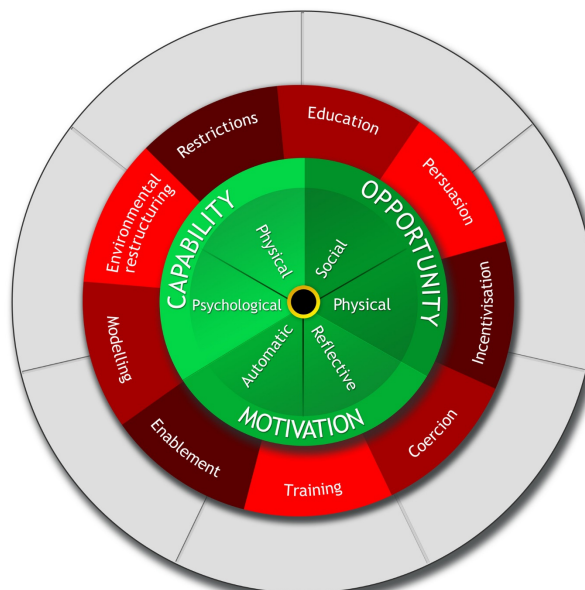 Restrictions
Education
Persuasion
Incentivisation
Coercion
Training
Enablement
Modelling
Environmental
restructuring
CAPABILITY
OPPORTUNITY
MOTIVATION
Physical
Social
Psychological
Physical
Automatic
Reflective